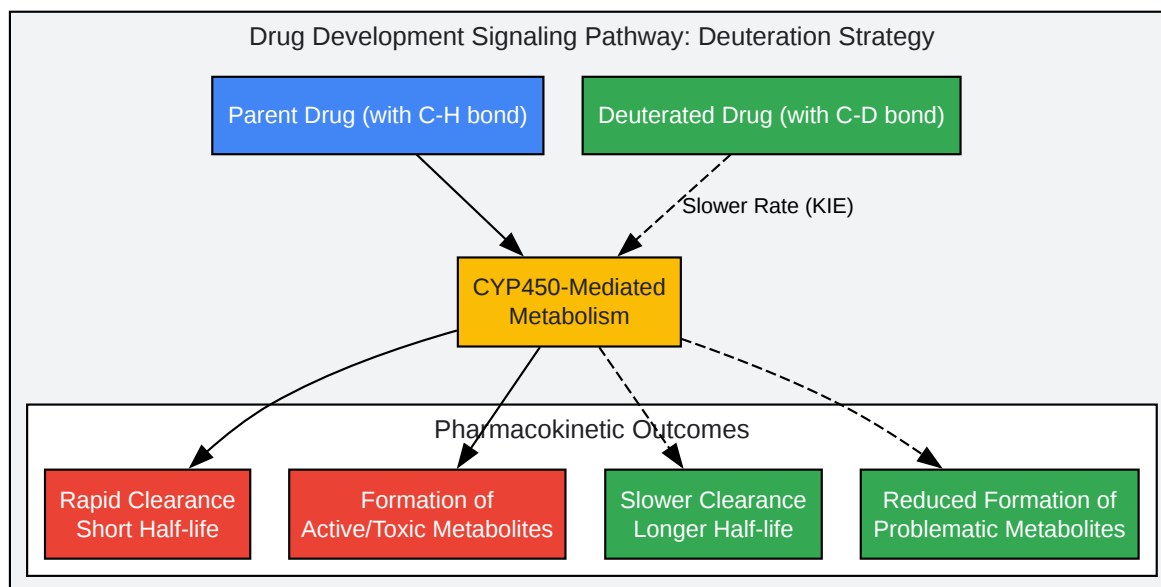 Drug Development Signaling Pathway: Deuteration Strategy
Parent Drug (with C-H bond)
Deuterated Drug (with C-D bond)
Slower Rate (KIE)
CYP450-Mediated
Metabolism
Pharmacokinetic Outcomes
Rapid Clearance
Short Half-life
Formation of
Active/Toxic Metabolites
Slower Clearance
Longer Half-life
Reduced Formation of
Problematic Metabolites